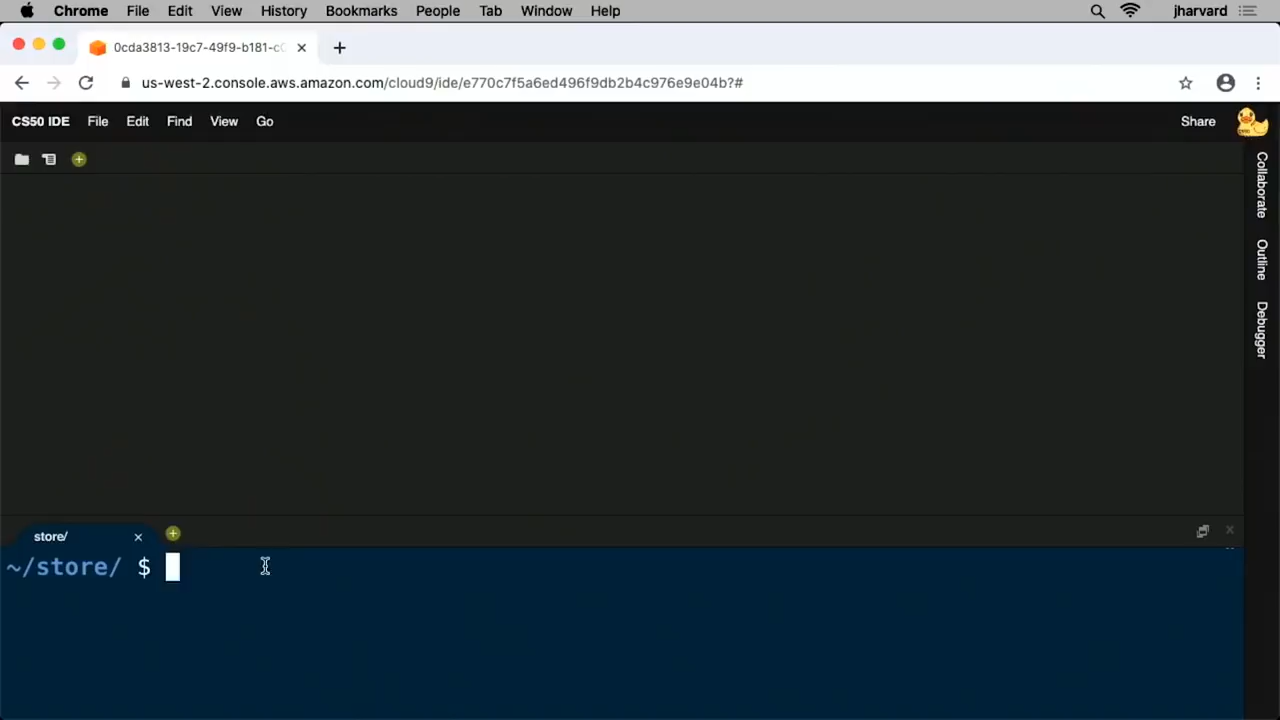 Chrome File Edit View History Bookmarks People Tab Window Help jharvard
0cda3813-19c7-49f9-b181-c
us-west-2.console.aws.amazon.com/cloud9/ide/e770c7f5a6ed496f9db2b4c976e9e04b?#
CS50 IDE File Edit Find View Go Share
Collaborate
Outline
Debugger
store/
~/store/ $